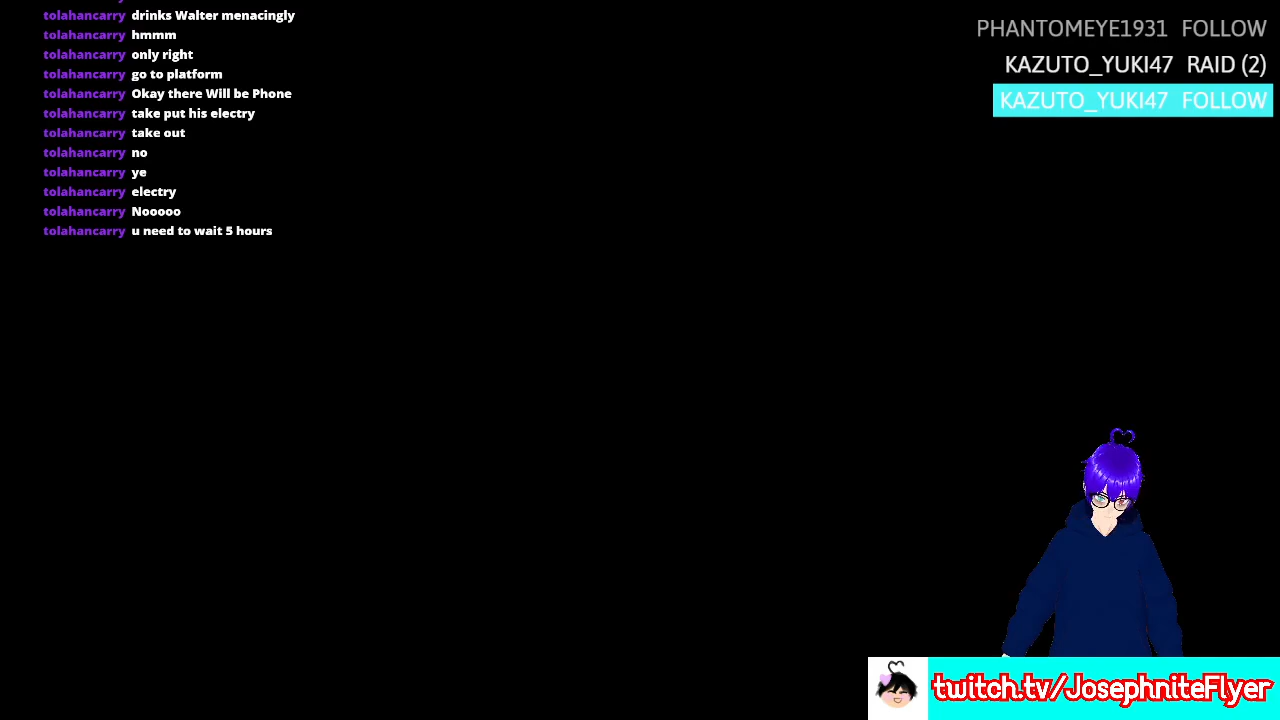 tolahancarry drinks Walter menacingly
tolahancarry hmmm
tolahancarry only right
tolahancarry go to platform
tolahancarry Okay there Will be Phone
tolahancarry take put his electry
tolahancarry take out
tolahancarry no
tolahancarry ye
tolahancarry electry
tolahancarry Nooooo
tolahancarry u need to wait 5 hours
PHANTOMEYE1931 FOLLOW
KAZUTO_YUKI47 RAID (2)
KAZUTO_YUKI47 FOLLOW
twitch.tv/JosephniteFlyer